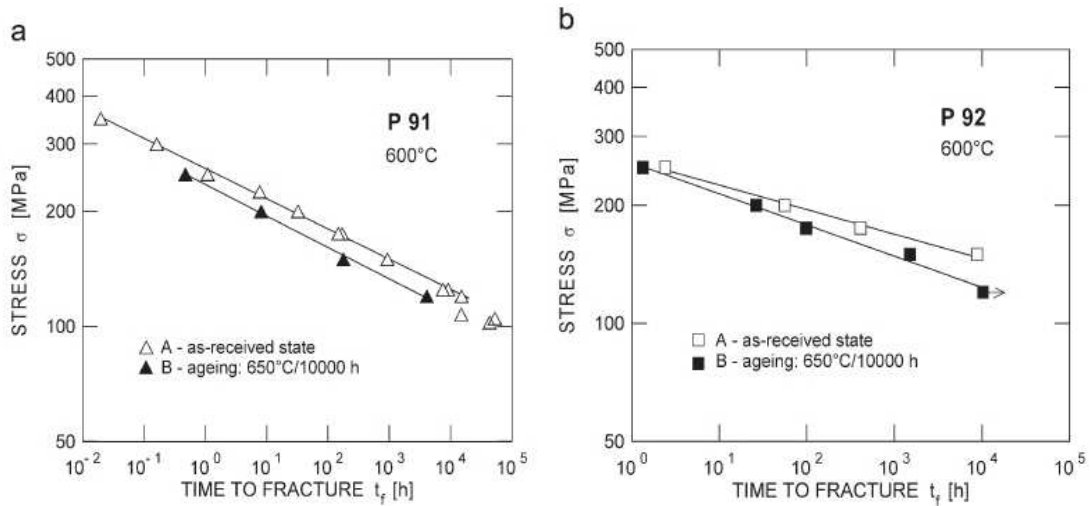 a
500
400
300
200
100
50
STRESS σ [MPa]
P 91
600°C
A - as-received state
B - ageing: 650°C/10000 h
10-2 10-1 100 101 102 103 104 105
TIME TO FRACTURE tf [h]
b
500
400
300
200
100
50
STRESS σ [MPa]
P 92
600°C
A - as-received state
B - ageing: 650°C/10000 h
100 101 102 103 104 105
TIME TO FRACTURE tf [h]